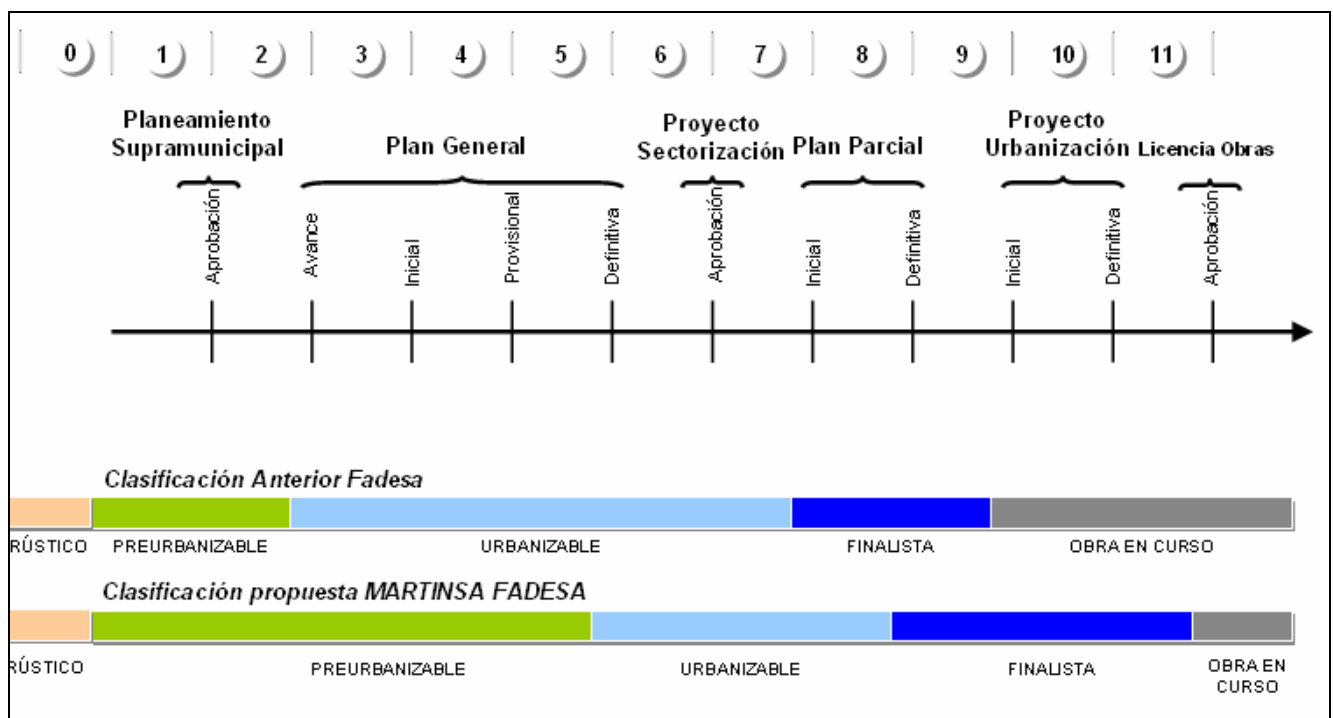 0 1 2 3 4 5 6 7 8 9 10 11
Planeamiento
Supramunicipal
Plan General
Proyecto
Sectorización
Plan Parcial
Proyecto
Urbanización
Licencia Obras
Aprobación
Avance
Inicial
Provisional
Definitiva
Aprobación
Inicial
Definitiva
Inicial
Definitiva
Aprobación
Clasificación Anterior Fadesa
RÚSTICO PREURBANIZABLE URBANIZABLE FINALISTA OBRA EN CURSO
Clasificación propuesta MARTINSA FADESA
RÚSTICO PREURBANIZABLE URBANIZABLE FINALISTA OBRA EN
CURSO